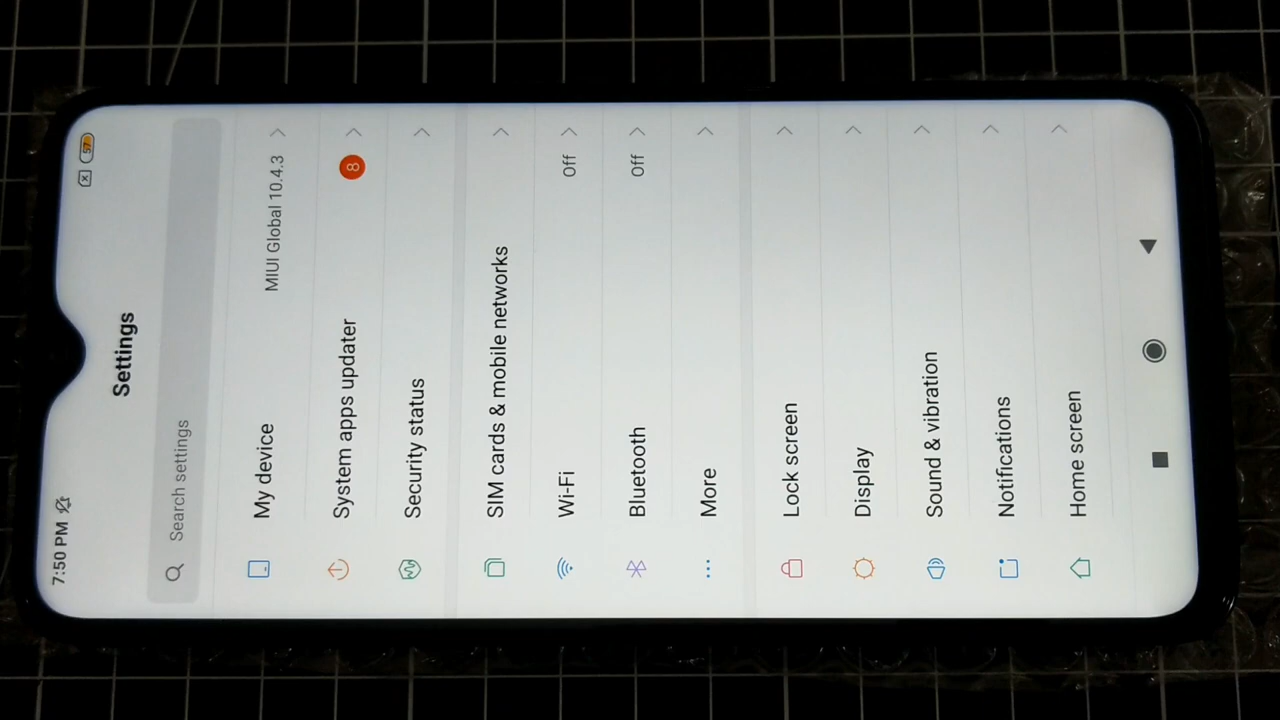 7:50 PM
57
Settings
Search settings
My device
MIUI Global 10.4.3
System apps updater
8
Security status
SIM cards & mobile networks
Wi-Fi
Off
Bluetooth
Off
More
Lock screen
Display
Sound & vibration
Notifications
Home screen